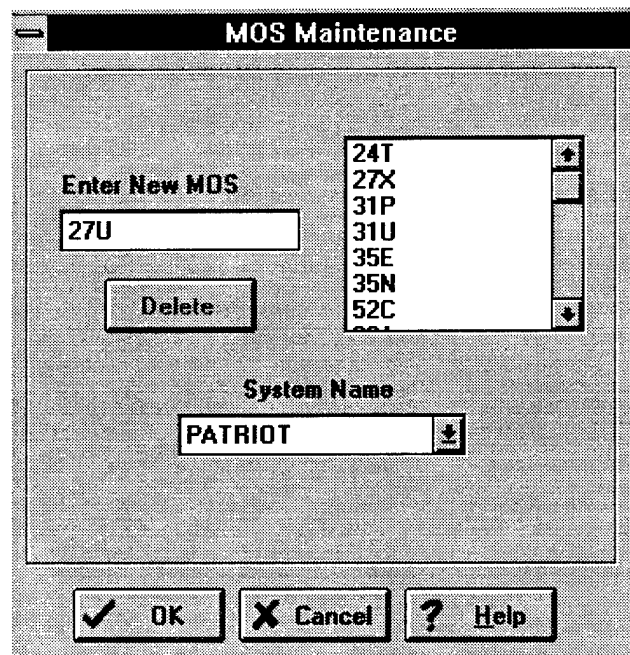 MOS Maintenance
Enter New MOS
27U
Delete
24T
27X
31P
31U
35E
35N
52C
System Name
PATRIOT
OK
Cancel
? Help